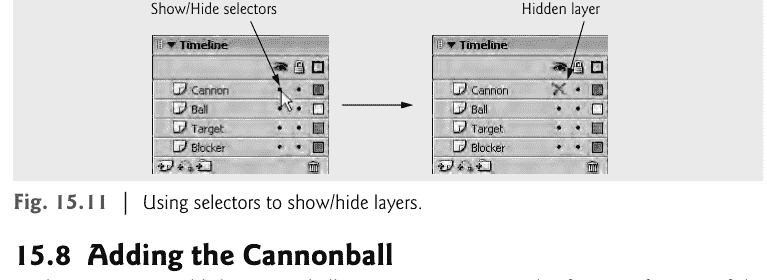 Show/Hide selectors
Hidden layer
Timeline
Cannon
Ball
Target
Blocker
Timeline
Cannon
Ball
Target
Blocker
Fig. 15.11 | Using selectors to show/hide layers.
15.8 Adding the Cannonball